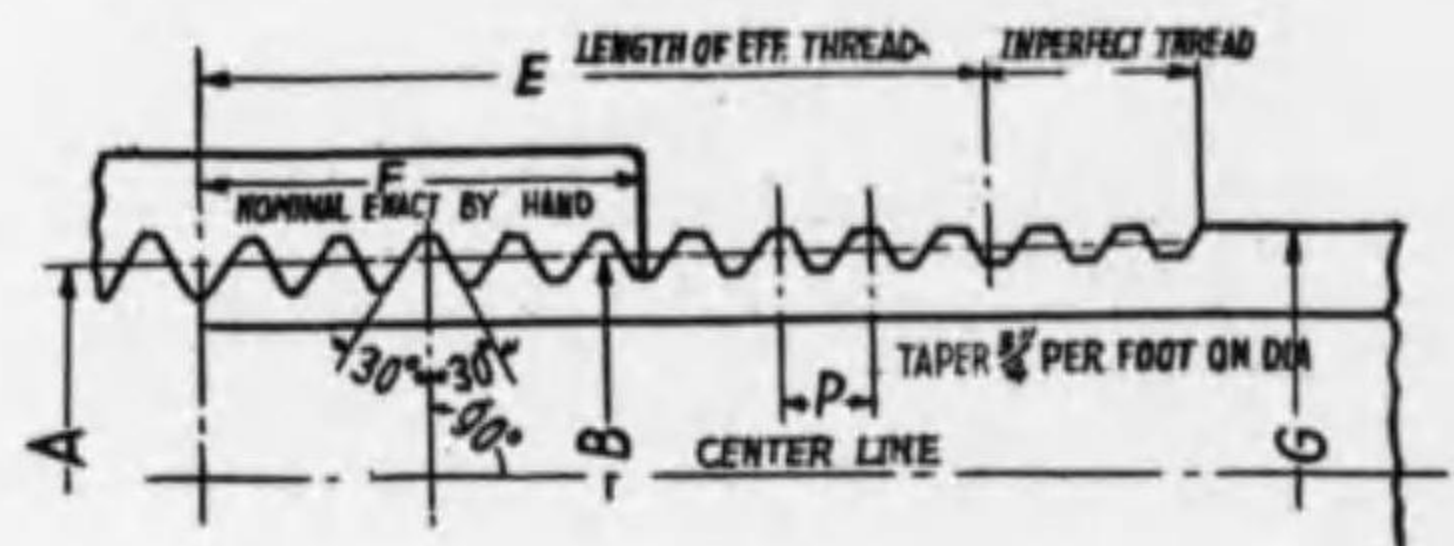 LENGTH OF EFF. THREAD
INPERFECT THREAD
E
F
NOMINAL EXACT BY HAND
30° 30°
90°
TAPER PER FOOT ON DIA
P
A
B
CENTER LINE
G